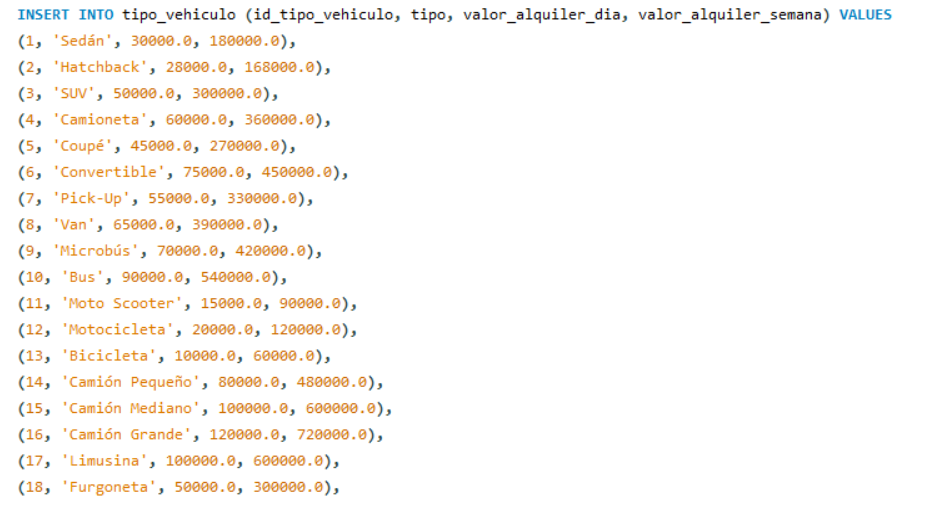 INSERT INTO tipo_vehiculo (id_tipo_vehiculo, tipo, valor_alquiler_dia, valor_alquiler_semana) VALUES
(1, 'Sedán', 30000.0, 180000.0),
(2, 'Hatchback', 28000.0, 168000.0),
(3, 'SUV', 50000.0, 300000.0),
(4, 'Camioneta', 60000.0, 360000.0),
(5, 'Coupé', 45000.0, 270000.0),
(6, 'Convertible', 75000.0, 450000.0),
(7, 'Pick-Up', 55000.0, 330000.0),
(8, 'Van', 65000.0, 390000.0),
(9, 'Microbús', 70000.0, 420000.0),
(10, 'Bus', 90000.0, 540000.0),
(11, 'Moto Scooter', 15000.0, 90000.0),
(12, 'Motocicleta', 20000.0, 120000.0),
(13, 'Bicicleta', 10000.0, 60000.0),
(14, 'Camión Pequeño', 80000.0, 480000.0),
(15, 'Camión Mediano', 100000.0, 600000.0),
(16, 'Camión Grande', 120000.0, 720000.0),
(17, 'Limusina', 100000.0, 600000.0),
(18, 'Furgoneta', 50000.0, 300000.0),